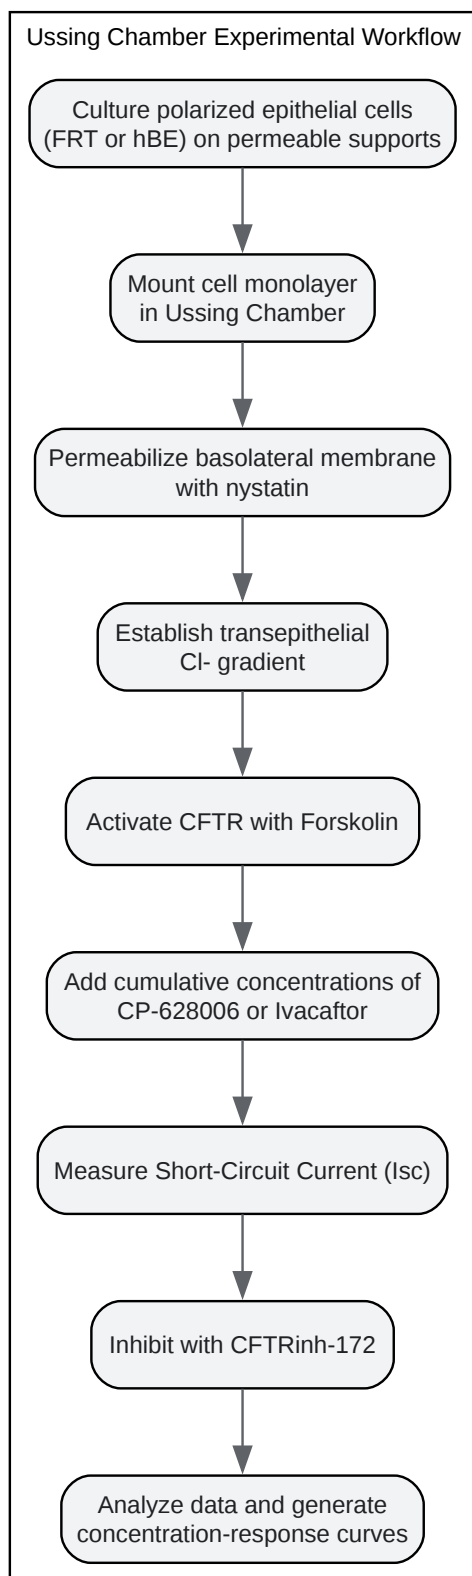 Ussing Chamber Experimental Workflow
Culture polarized epithelial cells
(FRT or hBE) on permeable supports
Mount cell monolayer
in Ussing Chamber
Permeabilize basolateral membrane
with nystatin
Establish transepithelial
Cl- gradient
Activate CFTR with Forskolin
Add cumulative concentrations of
CP-628006 or Ivacaftor
Measure Short-Circuit Current (Isc)
Inhibit with CFTRinh-172
Analyze data and generate
concentration-response curves